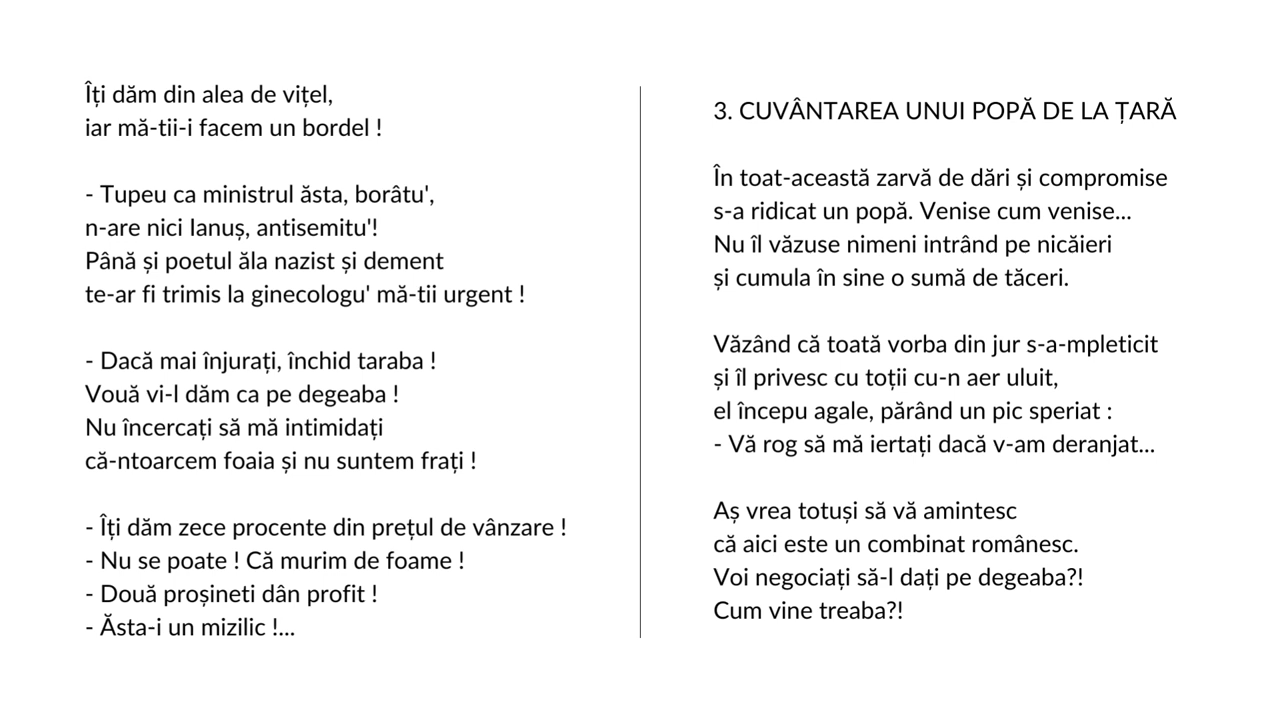 Îți dăm din alea de vițel,
iar mă-tii-i facem un bordel !
- Tupeu ca ministrul ăsta, borâtu',
n-are nici Ianuș, antisemitu'!
Până și poetul ăla nazist și dement
te-ar fi trimis la ginecologu' mă-tii urgent !
- Dacă mai înjurați, închid taraba !
Vouă vi-l dăm ca pe degeaba !
Nu încercați să mă intimidați
că-ntoarcem foaia și nu suntem frați !
- Îți dăm zece procente din prețul de vânzare !
- Nu se poate ! Că murim de foame !
- Două proșineti dân profit !
- Ăsta-i un mizilic !...
3. CUVÂNTAREA UNUI POPĂ DE LA ȚARĂ
În toat-această zarvă de dări și compromise
s-a ridicat un popă. Venise cum venise...
Nu îl văzuse nimeni intrând pe nicăieri
și cumula în sine o sumă de tăceri.
Văzând că toată vorba din jur s-a-mpleticit
și îl privesc cu toții cu-n aer uluit,
el începu agale, părând un pic speriat :
- Vă rog să mă iertați dacă v-am deranjat...
Aș vrea totuși să vă amintesc
că aici este un combinat românesc.
Voi negociați să-l dați pe degeaba?!
Cum vine treaba?!